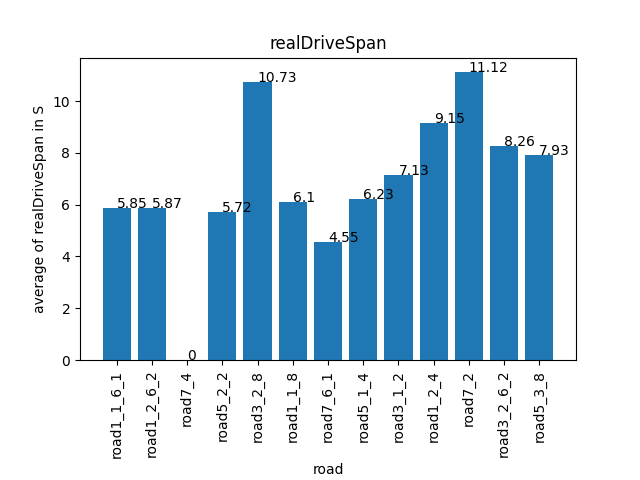 realDriveSpan
average of realDriveSpan in S
10
8
6
4
2
0
5.85
5.87
0
5.72
10.73
6.1
4.55
6.23
7.13
9.15
11.12
8.26
7.93
road1_1_6_1
road1_2_6_2
road7_4
road5_2_2
road3_2_8
road1_1_8
road7_6_1
road5_1_4
road3_1_2
road1_2_4
road7_2
road3_2_6_2
road5_3_8
road